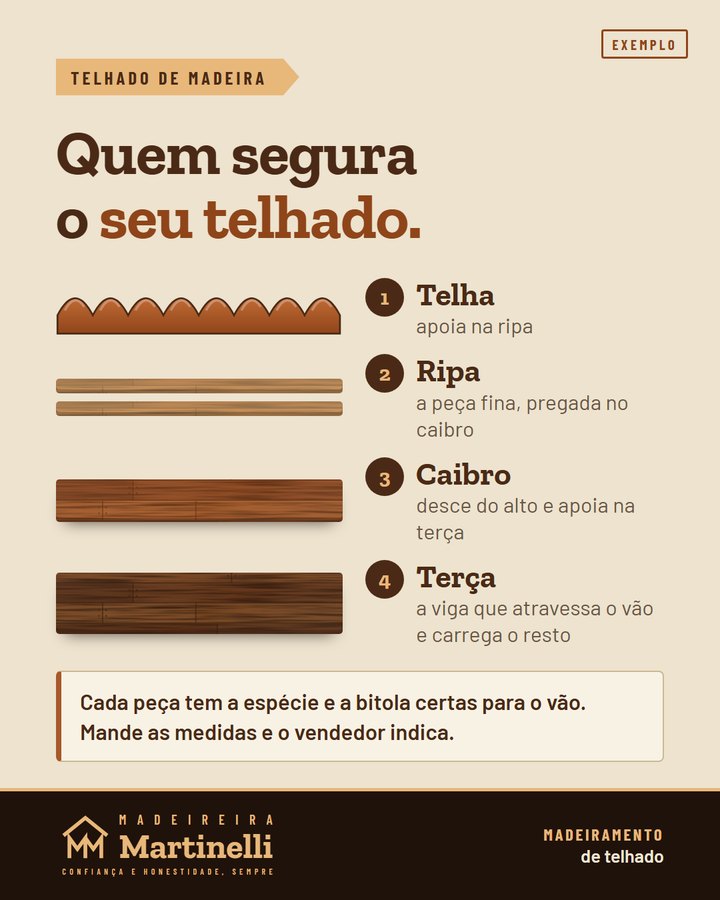 EXEMPLO
TELHADO DE MADEIRA
Quem segura
o seu telhado.
1 Telha
apoia na ripa
2 Ripa
a peça fina, pregada no
caibro
3 Caibro
desce do alto e apoia na
terça
4 Terça
a viga que atravessa o vão
e carrega o resto
Cada peça tem a espécie e a bitola certas para o vão.
Mande as medidas e o vendedor indica.
MADEIREIRA
Martinelli
CONFIANÇA E HONESTIDADE, SEMPRE
MADEIRAMENTO
de telhado